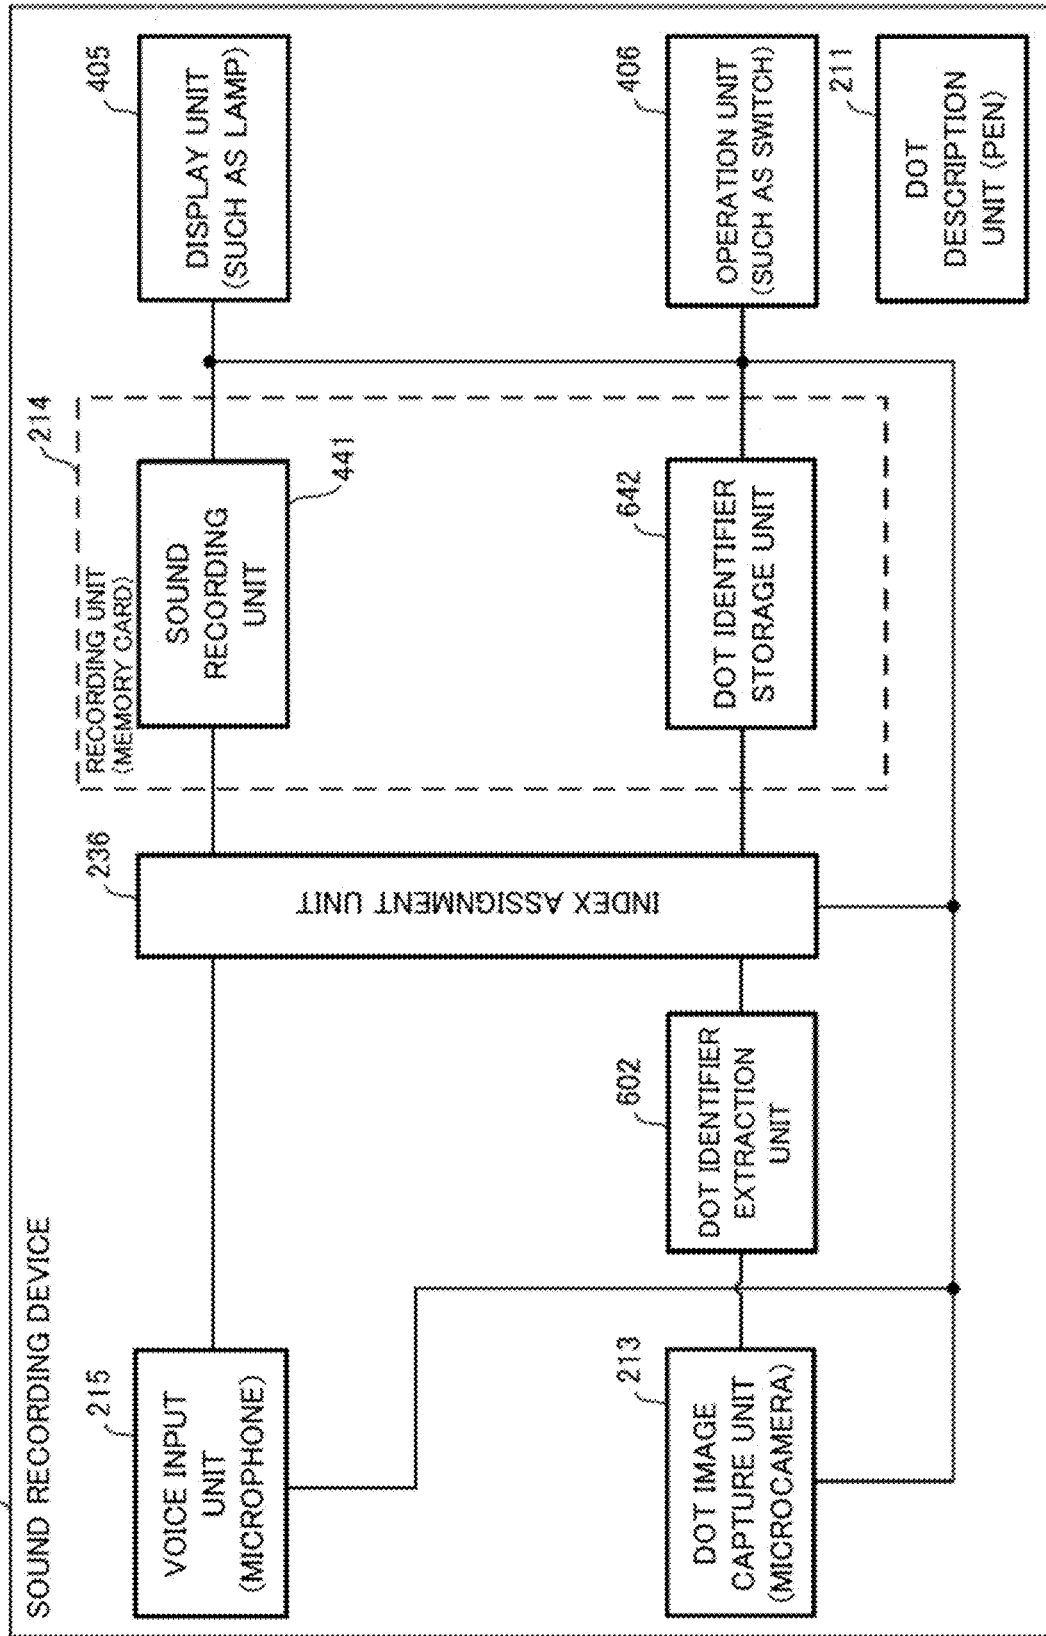 SOUND RECORDING DEVICE
215
VOICE INPUT
UNIT
(MICROPHONE)
213
DOT IMAGE
CAPTURE UNIT
(MICROCAMERA)
602
DOT IDENTIFIER
EXTRACTION
UNIT
236
INDEX ASSIGNMENT UNIT
214
RECORDING UNIT
(MEMORY CARD)
441
SOUND
RECORDING
UNIT
642
DOT IDENTIFIER
STORAGE UNIT
405
DISPLAY UNIT
(SUCH AS LAMP)
406
OPERATION UNIT
(SUCH AS SWITCH)
211
DOT
DESCRIPTION
UNIT (PEN)